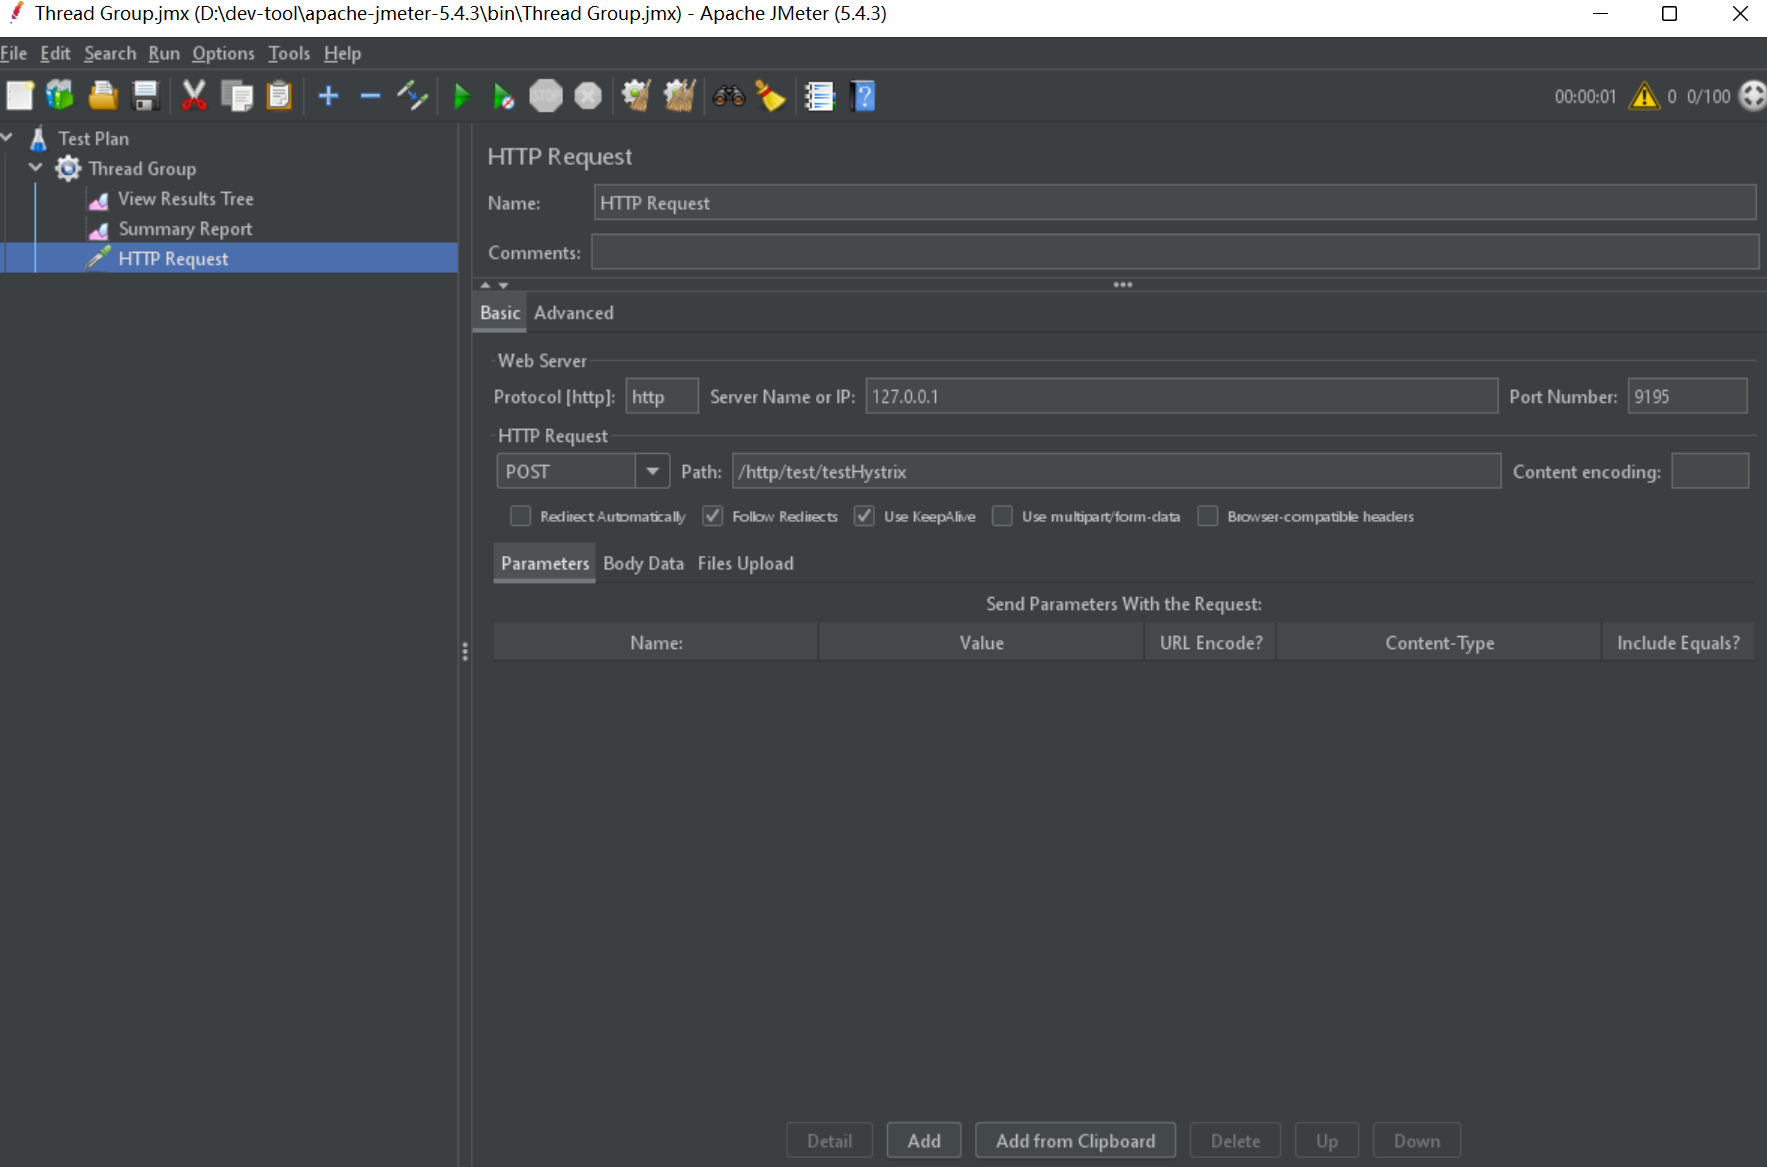 Thread Group.jmx (D:\dev-tool\apache-jmeter-5.4.3\bin\Thread Group.jmx) - Apache JMeter (5.4.3)
File Edit Search Run Options Tools Help
STOP ? 00:00:01 0 0/100
Test Plan
Thread Group
View Results Tree
Summary Report
HTTP Request
HTTP Request
Name: HTTP Request
Comments:
Basic Advanced
Web Server
Protocol [http]: http Server Name or IP: 127.0.0.1 Port Number: 9195
HTTP Request
POST Path: /http/test/testHystrix Content encoding:
Redirect Automatically Follow Redirects Use KeepAlive Use multipart/form-data Browser-compatible headers
Parameters Body Data Files Upload
Send Parameters With the Request:
Name: Value URL Encode? Content-Type Include Equals?
Detail Add Add from Clipboard Delete Up Down